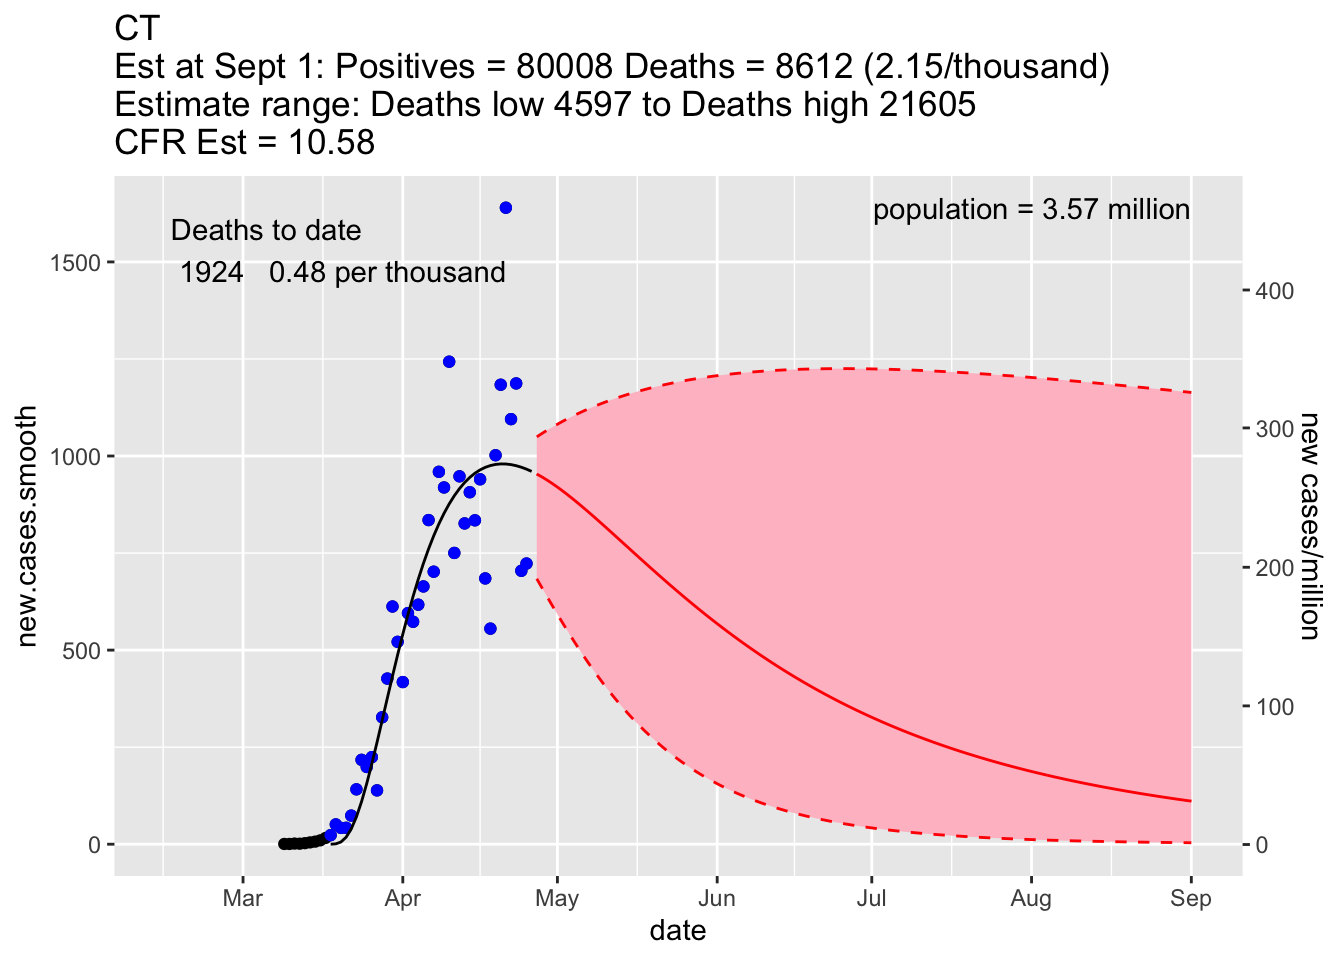 CT
Est at Sept 1: Positives = 80008 Deaths = 8612 (2.15/thousand)
Estimate range: Deaths low 4597 to Deaths high 21605
CFR Est = 10.58
population = 3.57 million
Deaths to date
1924 0.48 per thousand
new.cases.smooth
1500
1000
500
0
400
300
200
100
0
new cases/million
Mar Apr May Jun Jul Aug Sep
date